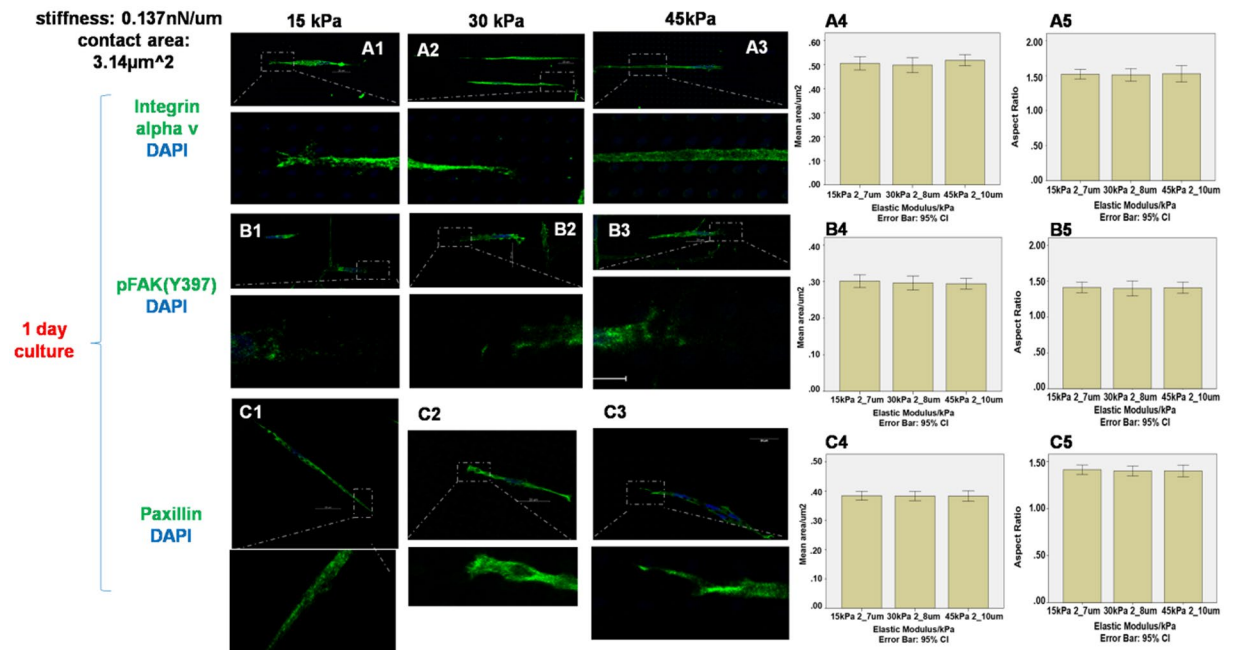 stiffness: 0.137nN/um
contact area:
3.14µm^2
15 kPa
30 kPa
45kPa
1 day
culture
Integrin
alpha v
DAPI
A1
A2
A3
A4
Mean area/um2
.60
.50
.40
.30
.20
.10
.00
15kPa 2_7um 30kPa 2_8um 45kPa 2_10um
Elastic Modulus/kPa
Error Bar: 95% CI
A5
Aspect Ratio
2.00
1.50
1.00
.50
.00
15kPa 2_7um 30kPa 2_8um 45kPa 2_10um
Elastic Modulus/kPa
Error Bar: 95% CI
pFAK(Y397)
DAPI
B1
B2
B3
B4
Mean area/um2
.40
.30
.20
.10
.00
15kPa 2_7um 30kPa 2_8um 45kPa 2_10um
Elastic Modulus/kPa
Error Bar: 95% CI
B5
Aspect Ratio
2.00
1.50
1.00
.50
.00
15kPa 2_7um 30kPa 2_8um 45kPa 2_10um
Elastic Modulus/kPa
Error Bar: 95% CI
Paxillin
DAPI
C1
C2
C3
C4
Mean area/um2
.50
.40
.30
.20
.10
.00
15kPa 2_7um 30kPa 2_8um 45kPa 2_10um
Elastic Modulus/kPa
Error Bar: 95% CI
C5
Aspect Ratio
1.50
1.00
.50
.00
15kPa 2_7um 30kPa 2_8um 45kPa 2_10um
Elastic Modulus/kPa
Error Bar: 95% CI